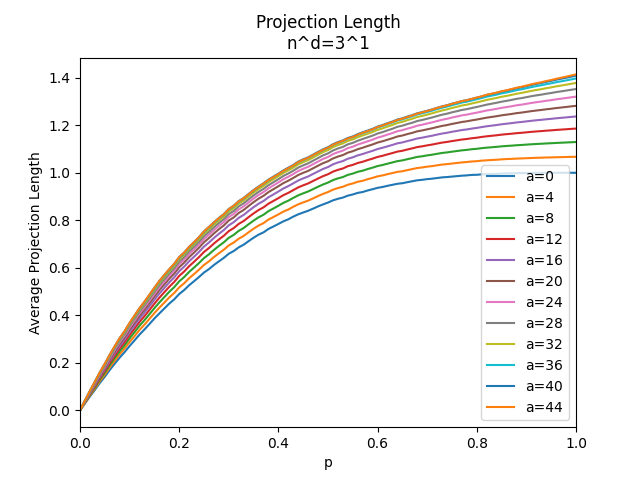 Projection Length
n^d=3^1
1.4
1.2
1.0
0.8
0.6
0.4
0.2
0.0
Average Projection Length
a=0
a=4
a=8
a=12
a=16
a=20
a=24
a=28
a=32
a=36
a=40
a=44
0.0 0.2 0.4 0.6 0.8 1.0
p